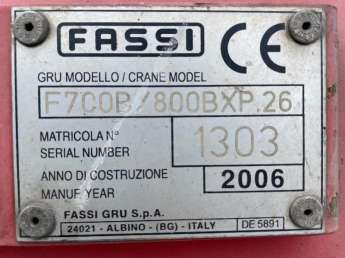 FASSI CE
GRU MODELLO / CRANE MODEL
F700B/800BXP.26
MATRICOLA N°
SERIAL NUMBER
1303
ANNO DI COSTRUZIONE
MANUF. YEAR
2006
FASSI GRU S.p.A.
24021 - ALBINO - (BG) - ITALY
DE 5891